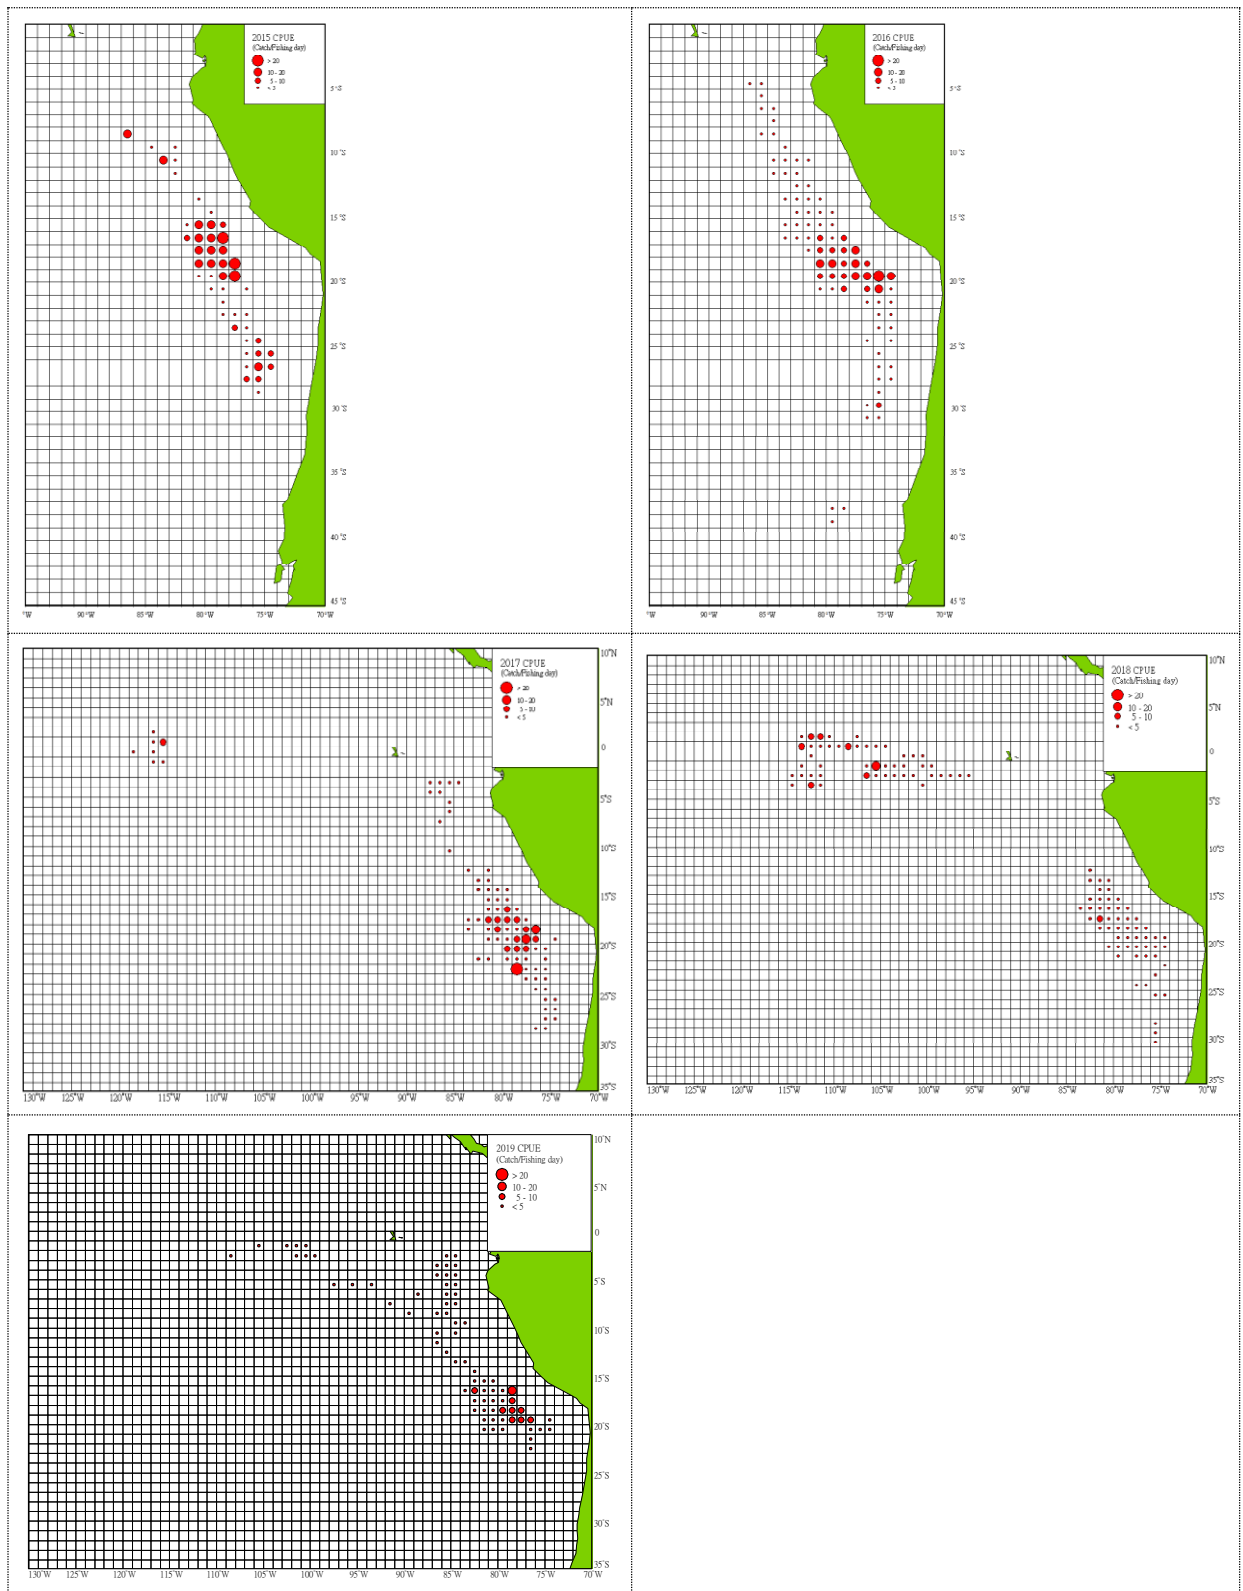 2015 CPUE
(Catch/Fishing day)
> 20
10 - 20
5 - 10
5 °S
10 °S
15 °S
20 °S
25 °S
30 °S
35 °S
40 °S
45 °S
°W
90 °W
85 °W
80 °W
75 °W
70 °W
2016 CPUE
(Catch/Fishing day)
> 20
10 - 20
5 - 10
5 °S
10 °S
15 °S
20 °S
25 °S
30 °S
35 °S
40 °S
45 °S
°W
90 °W
85 °W
80 °W
75 °W
70 °W
2017 CPUE
(Catch/Fishing day)
> 20
10 - 20
5 - 10
< 5
10°N
5°N
0
5°S
10°S
15°S
20°S
25°S
30°S
35°S
130°W
125°W
120°W
115°W
110°W
105°W
100°W
95°W
90°W
85°W
80°W
75°W
70°W
2018 CPUE
(Catch/Fishing day)
> 20
10 - 20
5 - 10
< 5
10°N
5°N
0
5°S
10°S
15°S
20°S
25°S
30°S
35°S
130°W
125°W
120°W
115°W
110°W
105°W
100°W
95°W
90°W
85°W
80°W
75°W
70°W
2019 CPUE
(Catch/Fishing day)
> 20
10 - 20
5 - 10
< 5
10°N
5°N
0
5°S
10°S
15°S
20°S
25°S
30°S
35°S
130°W
125°W
120°W
115°W
110°W
105°W
100°W
95°W
90°W
85°W
80°W
75°W
70°W